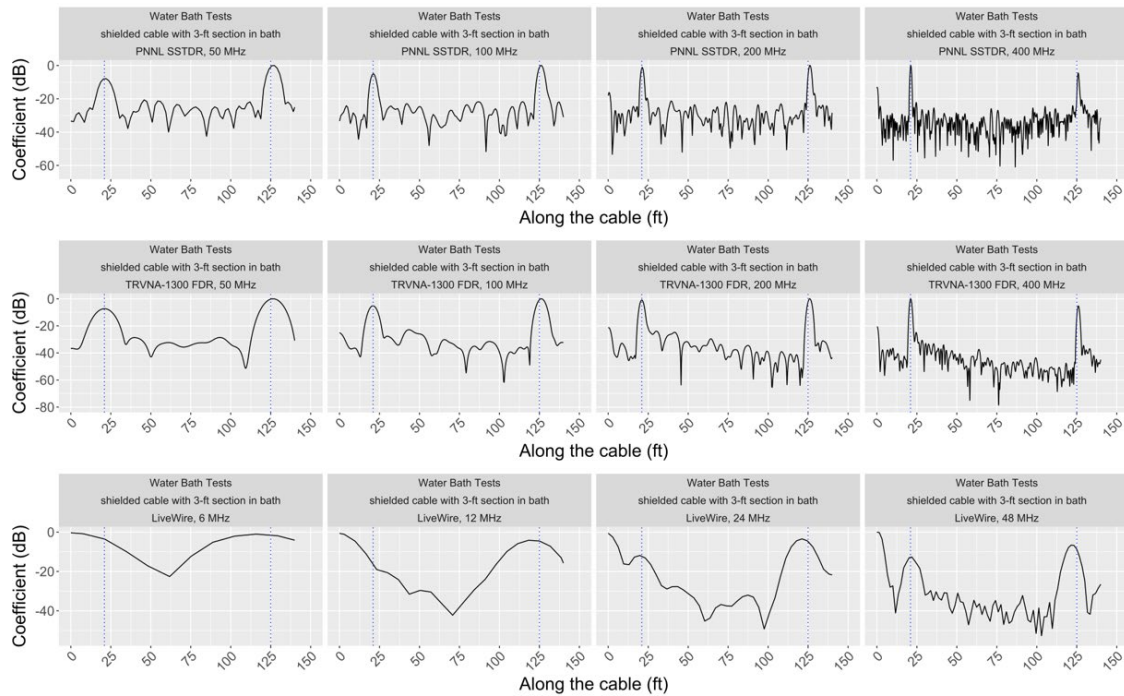 Water Bath Tests
shielded cable with 3-ft section in bath
PNNL SSTDR, 50 MHz
Water Bath Tests
shielded cable with 3-ft section in bath
PNNL SSTDR, 100 MHz
Water Bath Tests
shielded cable with 3-ft section in bath
PNNL SSTDR, 200 MHz
Water Bath Tests
shielded cable with 3-ft section in bath
PNNL SSTDR, 400 MHz
Coefficient (dB)
0
-20
-40
-60
0 25 50 75 100 125 150
0 25 50 75 100 125 150
0 25 50 75 100 125 150
0 25 50 75 100 125 150
Along the cable (ft)
Water Bath Tests
shielded cable with 3-ft section in bath
TRVNA-1300 FDR, 50 MHz
Water Bath Tests
shielded cable with 3-ft section in bath
TRVNA-1300 FDR, 100 MHz
Water Bath Tests
shielded cable with 3-ft section in bath
TRVNA-1300 FDR, 200 MHz
Water Bath Tests
shielded cable with 3-ft section in bath
TRVNA-1300 FDR, 400 MHz
Coefficient (dB)
0
-20
-40
-60
-80
0 25 50 75 100 125 150
0 25 50 75 100 125 150
0 25 50 75 100 125 150
0 25 50 75 100 125 150
Along the cable (ft)
Water Bath Tests
shielded cable with 3-ft section in bath
LiveWire, 6 MHz
Water Bath Tests
shielded cable with 3-ft section in bath
LiveWire, 12 MHz
Water Bath Tests
shielded cable with 3-ft section in bath
LiveWire, 24 MHz
Water Bath Tests
shielded cable with 3-ft section in bath
LiveWire, 48 MHz
Coefficient (dB)
0
-20
-40
0 25 50 75 100 125 150
0 25 50 75 100 125 150
0 25 50 75 100 125 150
0 25 50 75 100 125 150
Along the cable (ft)